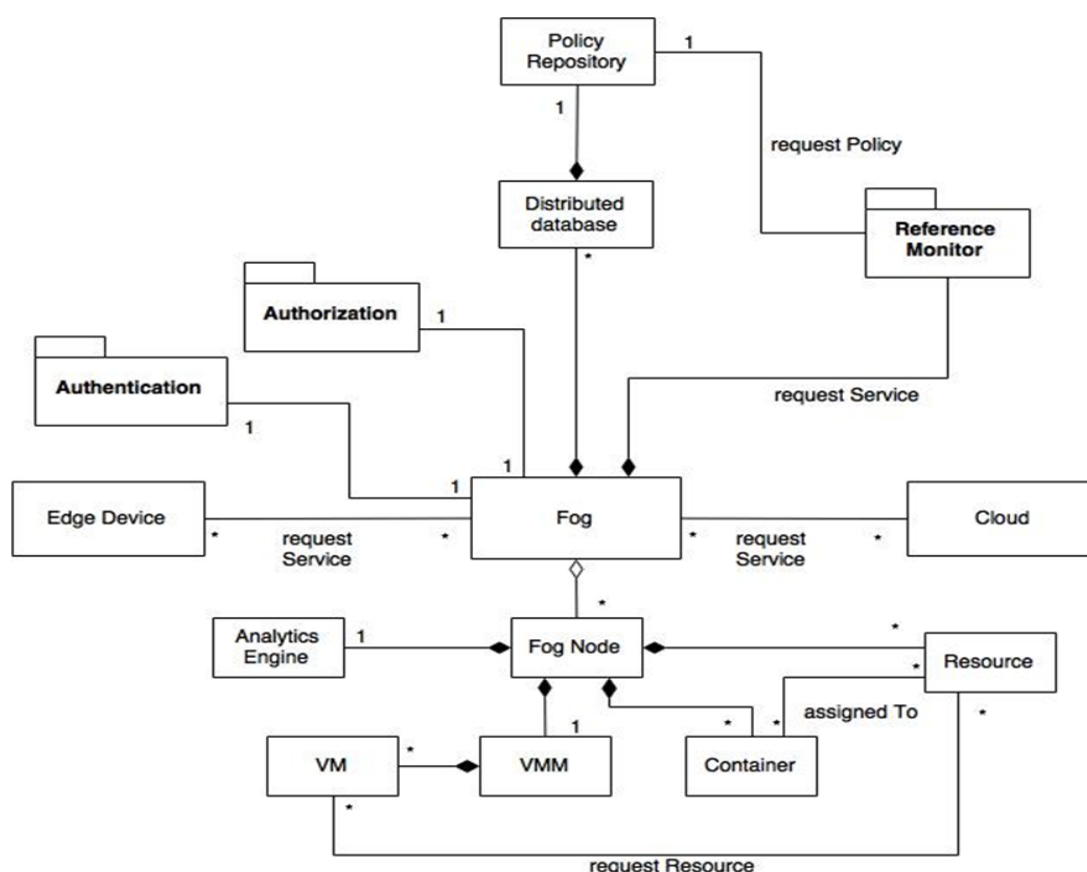 Policy
Repository
1
1
request Policy
Distributed
database
*
Reference
Monitor
Authorization
1
Authentication
1
request Service
1
1
Edge Device
*
request
Service
*
Fog
*
request
Service
*
Cloud
*
Analytics
Engine
1
Fog Node
*
Resource
*
assigned To
*
*
*
1
VM
*
VMM
Container
*
request Resource